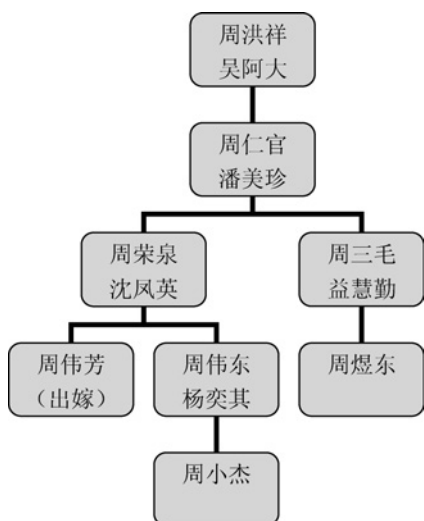 周洪祥
吴阿大
周仁官
潘美珍
周荣泉
沈凤英
周三毛
益慧勤
周伟芳
（出嫁）
周伟东
杨奕其
周煜东
周小杰